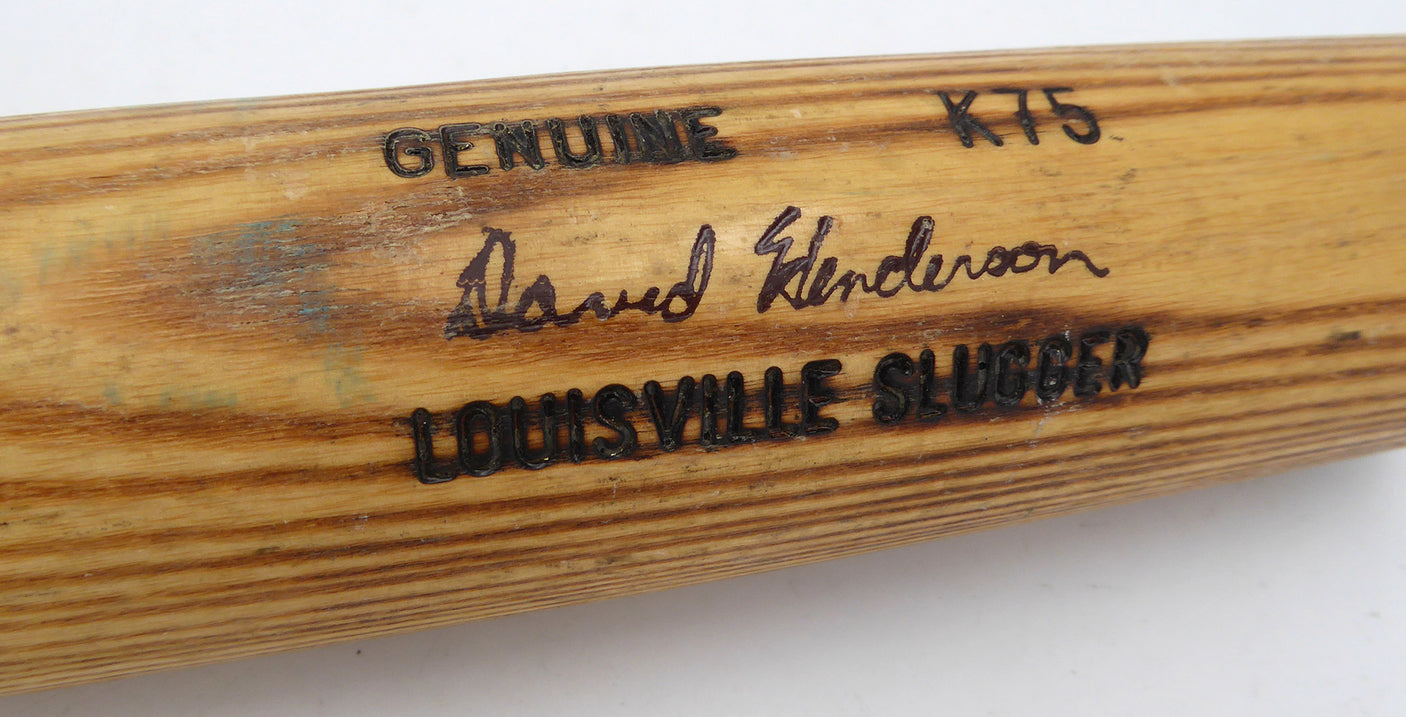 GENUINE K75
David Henderson
LOUISVILLE SLUGGER